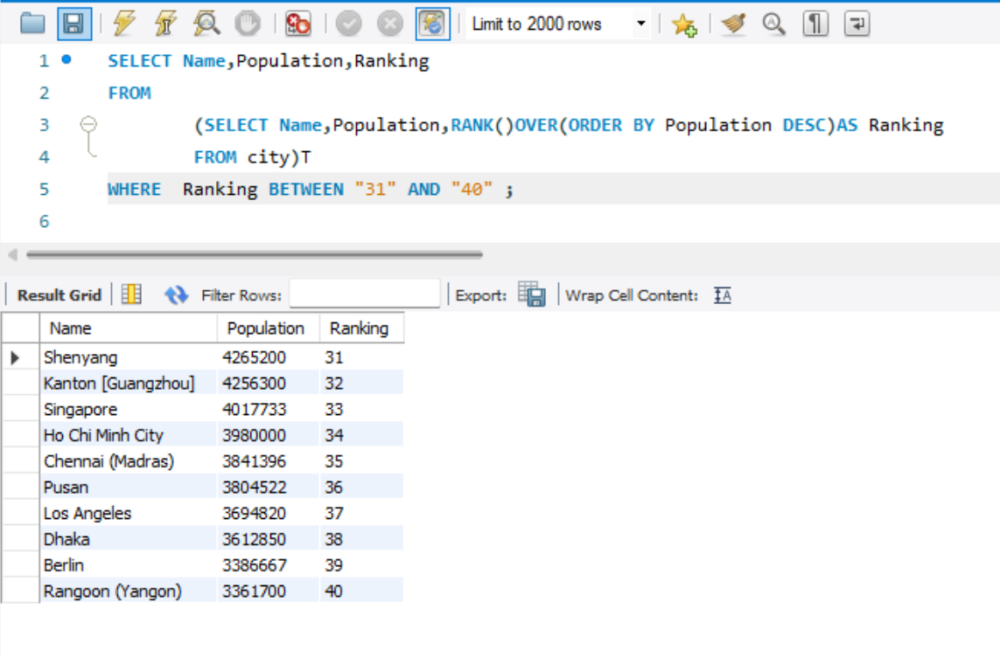 Limit to 2000 rows
1 SELECT Name,Population,Ranking
2 FROM
3 (SELECT Name,Population,RANK()OVER(ORDER BY Population DESC)AS Ranking
4 FROM city)T
5 WHERE Ranking BETWEEN "31" AND "40" ;
6
Result Grid Filter Rows: Export: Wrap Cell Content: IA
Name Population Ranking
Shenyang 4265200 31
Kanton [Guangzhou] 4256300 32
Singapore 4017733 33
Ho Chi Minh City 3980000 34
Chennai (Madras) 3841396 35
Pusan 3804522 36
Los Angeles 3694820 37
Dhaka 3612850 38
Berlin 3386667 39
Rangoon (Yangon) 3361700 40